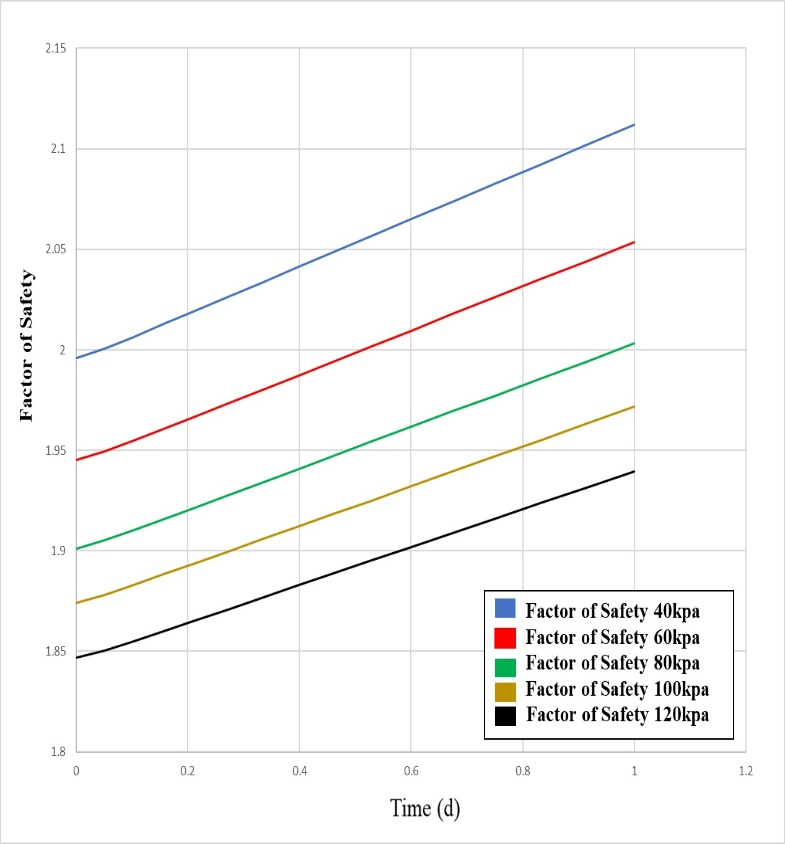 2.15
2.1
2.05
2
1.95
1.9
1.85
1.8
Factor of Safety
0
0.2
0.4
0.6
0.8
1
1.2
Time (d)
Factor of Safety 40kpa
Factor of Safety 60kpa
Factor of Safety 80kpa
Factor of Safety 100kpa
Factor of Safety 120kpa